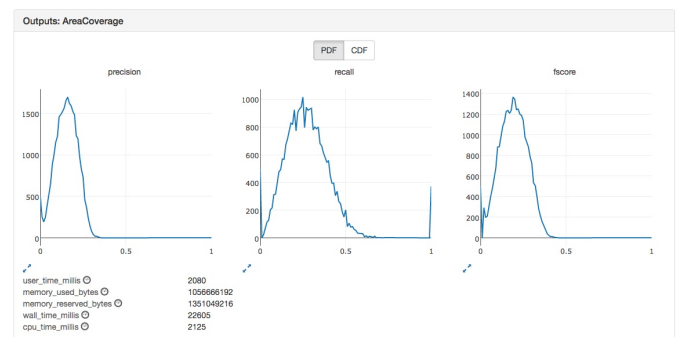 Outputs: AreaCoverage
PDF CDF
precision
1500
1000
500
0
0 0.5 1
recall
1000
800
600
400
200
0
0 0.5 1
fscore
1400
1200
1000
800
600
400
200
0
0 0.5 1
user_time_millis 2080
memory_used_bytes 1056666192
memory_reserved_bytes 1351049216
wall_time_millis 22605
cpu_time_millis 2125